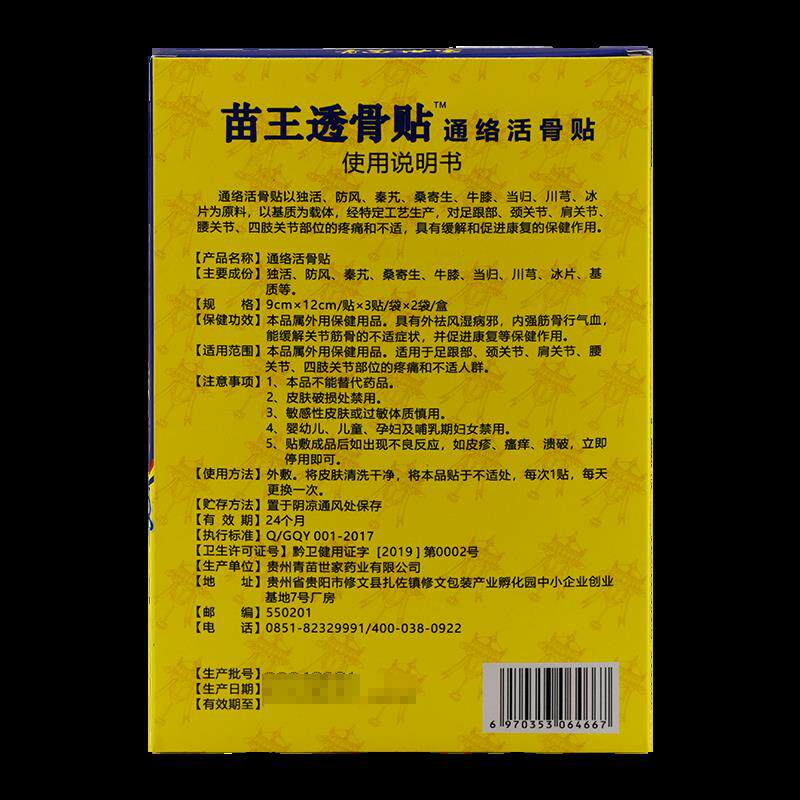 苗王透骨贴™ 通络活骨贴
使用说明书
通络活骨贴以独活、防风、秦艽、桑寄生、牛膝、当归、川芎、冰
片为原料，以基质为载体，经特定工艺生产，对足跟部、颈关节、肩关节、
腰关节、四肢关节部位的疼痛和不适，具有缓解和促进康复的保健作用。
【产品名称】通络活骨贴
【主要成份】独活、防风、秦艽、桑寄生、牛膝、当归、川芎、冰片、基
质等。
【规 格】9cm×12cm/贴×3贴/袋×2袋/盒
【保健功效】本品属外用保健用品。具有外祛风湿病邪，内强筋骨行气血，
能缓解关节筋骨的不适症状，并促进康复等保健作用。
【适用范围】本品属外用保健用品。适用于足跟部、颈关节、肩关节、腰
关节、四肢关节部位的疼痛和不适人群。
【注意事项】1、本品不能替代药品。
2、皮肤破损处禁用。
3、敏感性皮肤或过敏体质慎用。
4、婴幼儿、儿童、孕妇及哺乳期妇女禁用。
5、贴敷成品后如出现不良反应，如皮疹、瘙痒、溃破，立即
停用即可。
【使用方法】外敷。将皮肤清洗干净，将本品贴于不适处，每次1贴，每天
更换一次。
【贮存方法】置于阴凉通风处保存
【有 效 期】24个月
【执行标准】Q/GQY 001-2017
【卫生许可证号】黔卫健用证字［2019］第0002号
【生产单位】贵州青苗世家药业有限公司
【地 址】贵州省贵阳市修文县扎佐镇修文包装产业孵化园中小企业创业
基地7号厂房
【邮 编】550201
【电 话】0851-82329991/400-038-0922
【生产批号】
【生产日期】
【有效期至】
6 970353 064667